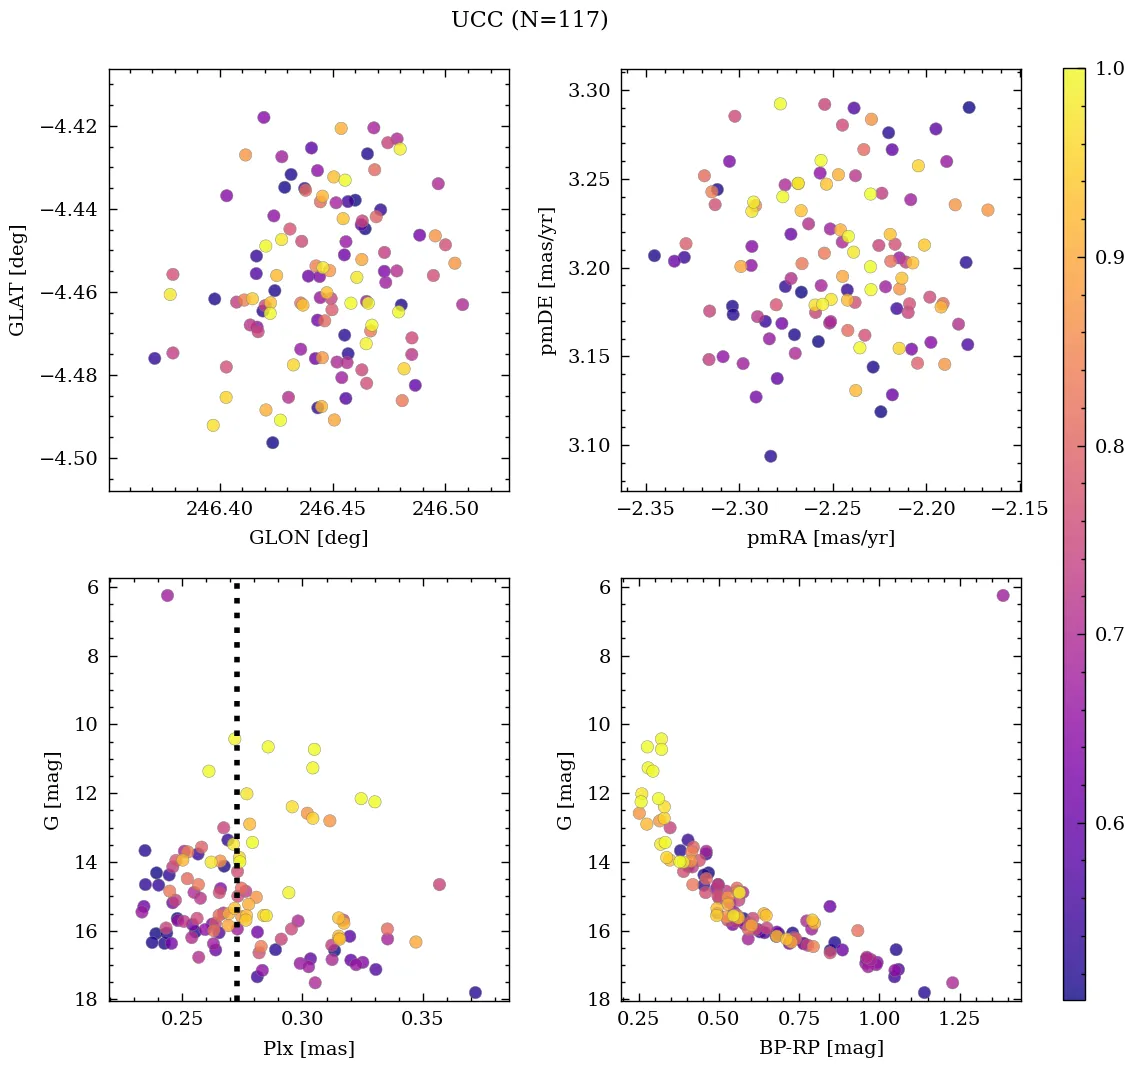 UCC (N=117)
−4.42
−4.44
−4.46
−4.48
−4.50
GLAT [deg]
246.40 246.45 246.50
GLON [deg]
3.30
3.25
3.20
3.15
3.10
pmDE [mas/yr]
−2.35 −2.30 −2.25 −2.20 −2.15
pmRA [mas/yr]
6
8
10
12
14
16
18
G [mag]
0.25 0.30 0.35
Plx [mas]
6
8
10
12
14
16
18
G [mag]
0.25 0.50 0.75 1.00 1.25
BP-RP [mag]
1.0
0.9
0.8
0.7
0.6